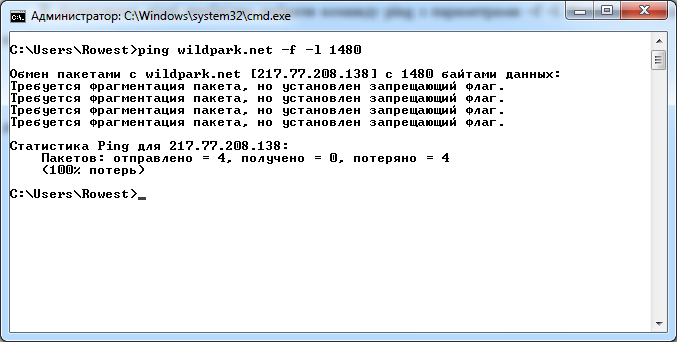 Администратор: C:\Windows\system32\cmd.exe
C:\Users\Rowest>ping wildpark.net -f -l 1480
Обмен пакетами с wildpark.net [217.77.208.138] с 1480 байтами данных:
Требуется фрагментация пакета, но установлен запрещающий флаг.
Требуется фрагментация пакета, но установлен запрещающий флаг.
Требуется фрагментация пакета, но установлен запрещающий флаг.
Требуется фрагментация пакета, но установлен запрещающий флаг.
Статистика Ping для 217.77.208.138:
Пакетов: отправлено = 4, получено = 0, потеряно = 4
(100% потерь)
C:\Users\Rowest>_